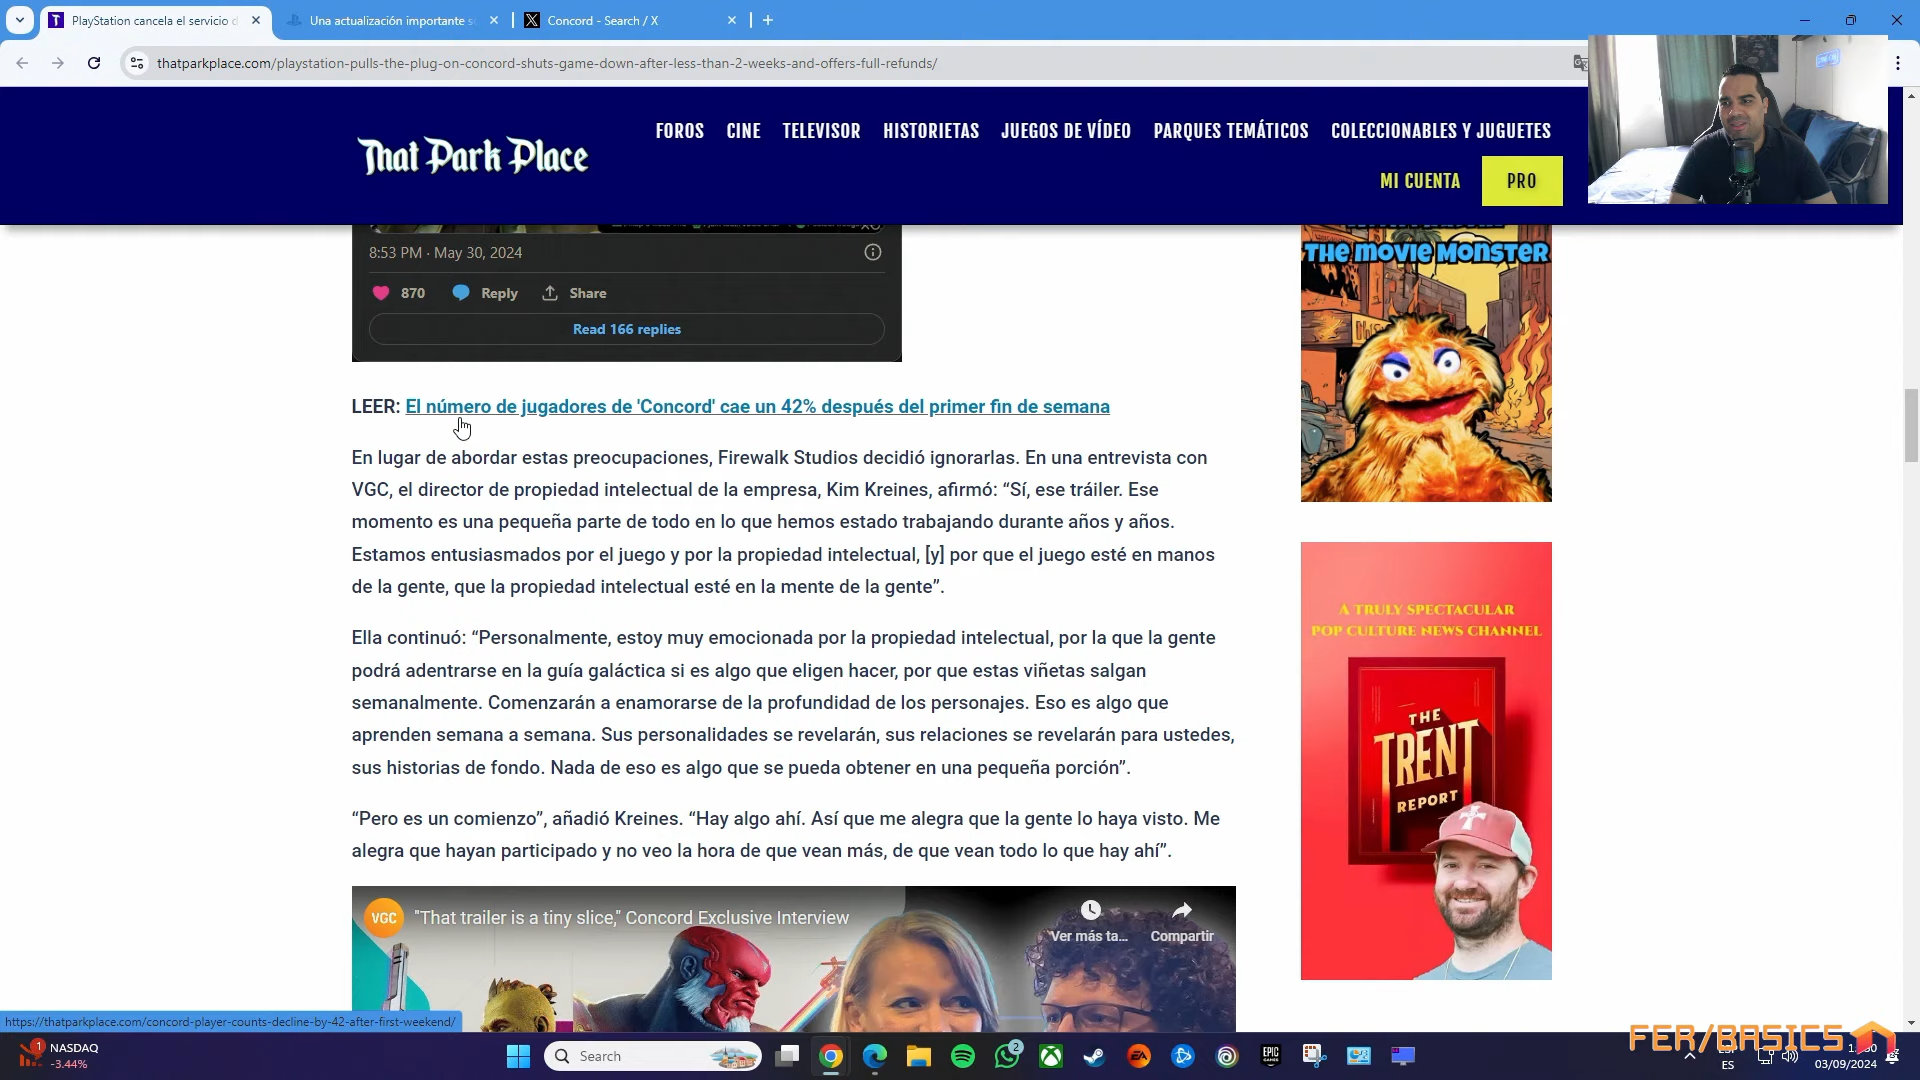 PlayStation cancela el servicio d
Una actualización importante s
Concord - Search / X
thatparkplace.com/playstation-pulls-the-plug-on-concord-shuts-game-down-after-less-than-2-weeks-and-offers-full-refunds/
That Park Place
FOROS CINE TELEVISOR HISTORIETAS JUEGOS DE VÍDEO PARQUES TEMÁTICOS COLECCIONABLES Y JUGUETES
MI CUENTA PRO
8:53 PM · May 30, 2024
870 Reply Share
Read 166 replies
THE MOVIE MONSTER
LEER: El número de jugadores de 'Concord' cae un 42% después del primer fin de semana
En lugar de abordar estas preocupaciones, Firewalk Studios decidió ignorarlas. En una entrevista con
VGC, el director de propiedad intelectual de la empresa, Kim Kreines, afirmó: “Sí, ese tráiler. Ese
momento es una pequeña parte de todo en lo que hemos estado trabajando durante años y años.
Estamos entusiasmados por el juego y por la propiedad intelectual, [y] por que el juego esté en manos
de la gente, que la propiedad intelectual esté en la mente de la gente”.
Ella continuó: “Personalmente, estoy muy emocionada por la propiedad intelectual, por la que la gente
podrá adentrarse en la guía galáctica si es algo que eligen hacer, por que estas viñetas salgan
semanalmente. Comenzarán a enamorarse de la profundidad de los personajes. Eso es algo que
aprenden semana a semana. Sus personalidades se revelarán, sus relaciones se revelarán para ustedes,
sus historias de fondo. Nada de eso es algo que se pueda obtener en una pequeña porción”.
“Pero es un comienzo”, añadió Kreines. “Hay algo ahí. Así que me alegra que la gente lo haya visto. Me
alegra que hayan participado y no veo la hora de que vean más, de que vean todo lo que hay ahí”.
VGC "That trailer is a tiny slice," Concord Exclusive Interview
Ver más ta... Compartir
A TRULY SPECTACULAR
POP CULTURE NEWS CHANNEL
THE
TRENT
REPORT
https://thatparkplace.com/concord-player-counts-decline-by-42-after-first-weekend/
1
NASDAQ
-3.44%
Search
2
EA
EPIC
GAMES
FER/BASICS
ES
03/09/2024